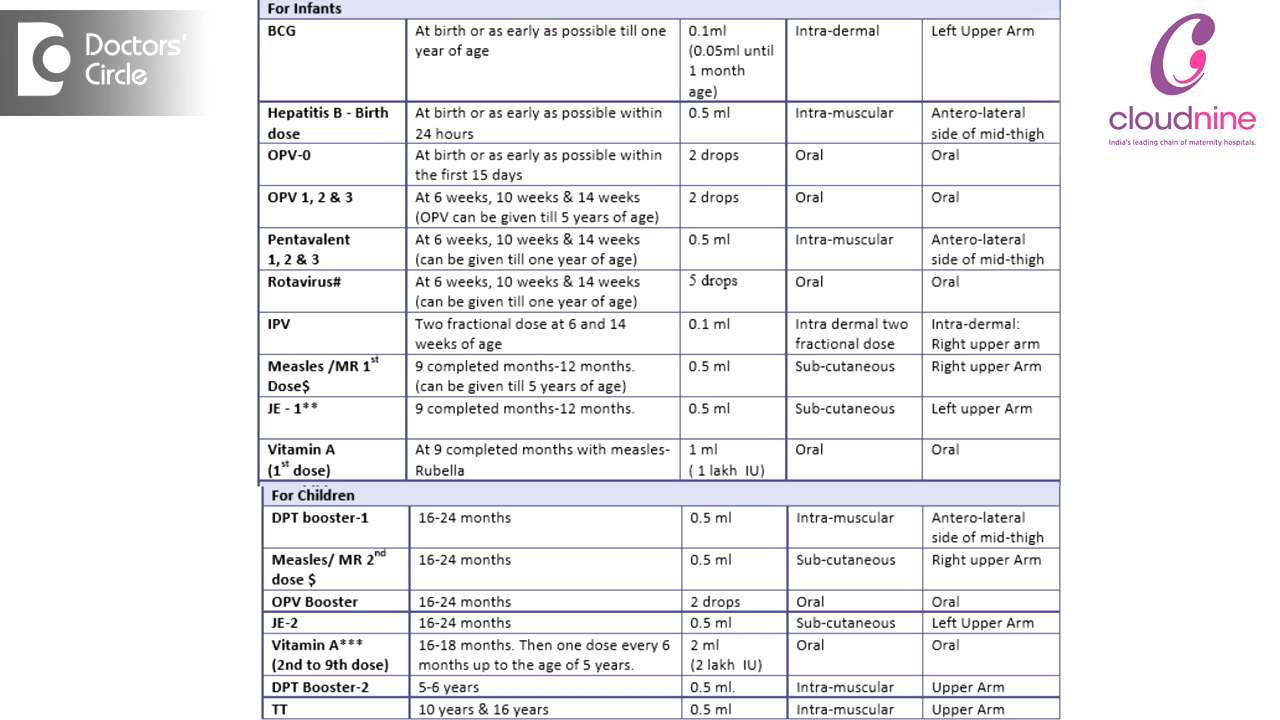 Doctors'
Circle
cloudnine
India's leading chain of maternity hospitals.
For Infants
BCG
At birth or as early as possible till one
year of age
0.1ml
(0.05ml until
1 month
age)
Intra-dermal
Left Upper Arm
Hepatitis B - Birth
dose
At birth or as early as possible within
24 hours
0.5 ml
Intra-muscular
Antero-lateral
side of mid-thigh
OPV-0
At birth or as early as possible within
the first 15 days
2 drops
Oral
Oral
OPV 1, 2 & 3
At 6 weeks, 10 weeks & 14 weeks
(OPV can be given till 5 years of age)
2 drops
Oral
Oral
Pentavalent
1, 2 & 3
At 6 weeks, 10 weeks & 14 weeks
(can be given till one year of age)
0.5 ml
Intra-muscular
Antero-lateral
side of mid-thigh
Rotavirus#
At 6 weeks, 10 weeks & 14 weeks
(can be given till one year of age)
5 drops
Oral
Oral
IPV
Two fractional dose at 6 and 14
weeks of age
0.1 ml
Intra dermal two
fractional dose
Intra-dermal:
Right upper arm
Measles /MR 1st
Dose$
9 completed months-12 months.
(can be given till 5 years of age)
0.5 ml
Sub-cutaneous
Right upper Arm
JE - 1**
9 completed months-12 months.
0.5 ml
Sub-cutaneous
Left upper Arm
Vitamin A
(1st dose)
At 9 completed months with measles-
Rubella
1 ml
( 1 lakh IU)
Oral
Oral
For Children
DPT booster-1
16-24 months
0.5 ml
Intra-muscular
Antero-lateral
side of mid-thigh
Measles/ MR 2nd
dose $
16-24 months
0.5 ml
Sub-cutaneous
Right upper Arm
OPV Booster
16-24 months
2 drops
Oral
Oral
JE-2
16-24 months
0.5 ml
Sub-cutaneous
Left Upper Arm
Vitamin A***
(2nd to 9th dose)
16-18 months. Then one dose every 6
months up to the age of 5 years.
2 ml
(2 lakh IU)
Oral
Oral
DPT Booster-2
5-6 years
0.5 ml.
Intra-muscular
Upper Arm
TT
10 years & 16 years
0.5 ml
Intra-muscular
Upper Arm